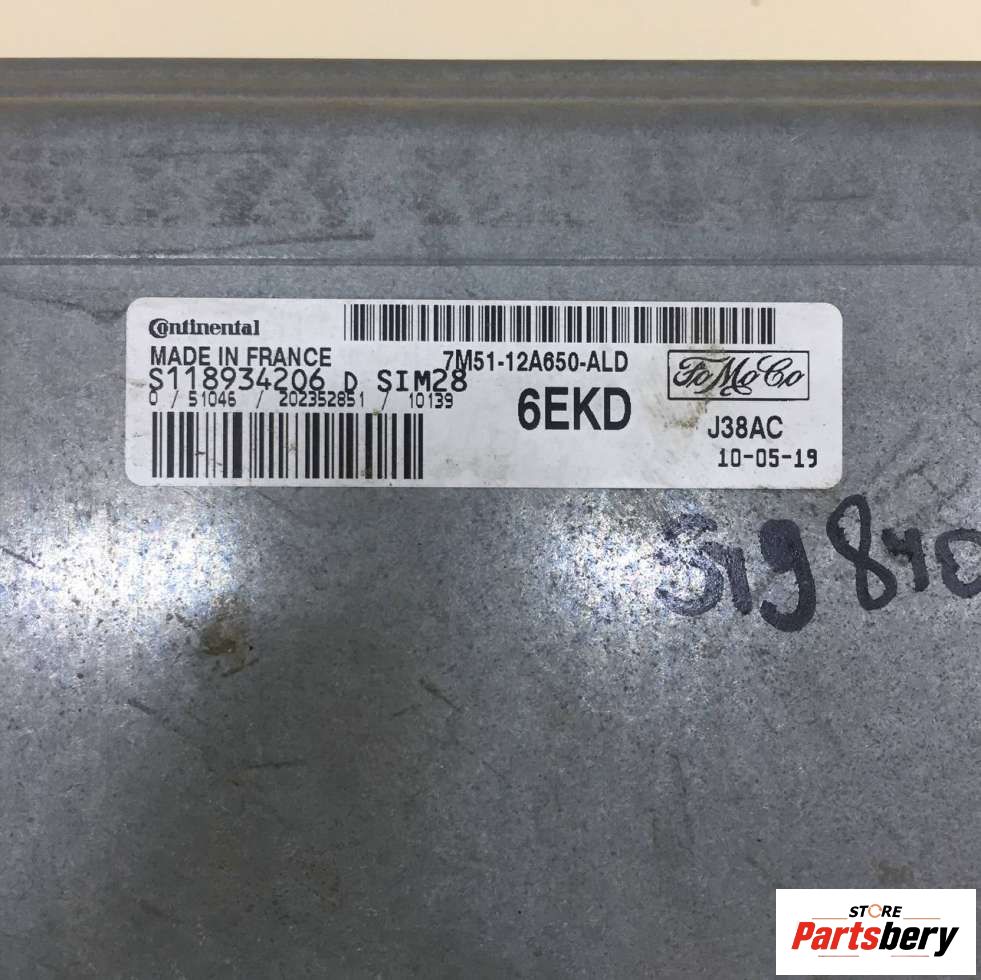 Continental
MADE IN FRANCE
S118934206 D SIM28
0 / 51046 / 202352851 / 10139
7M51-12A650-ALD
6EKD
FoMoCo
J38AC
10-05-19
S19840
STORE
Partsbery